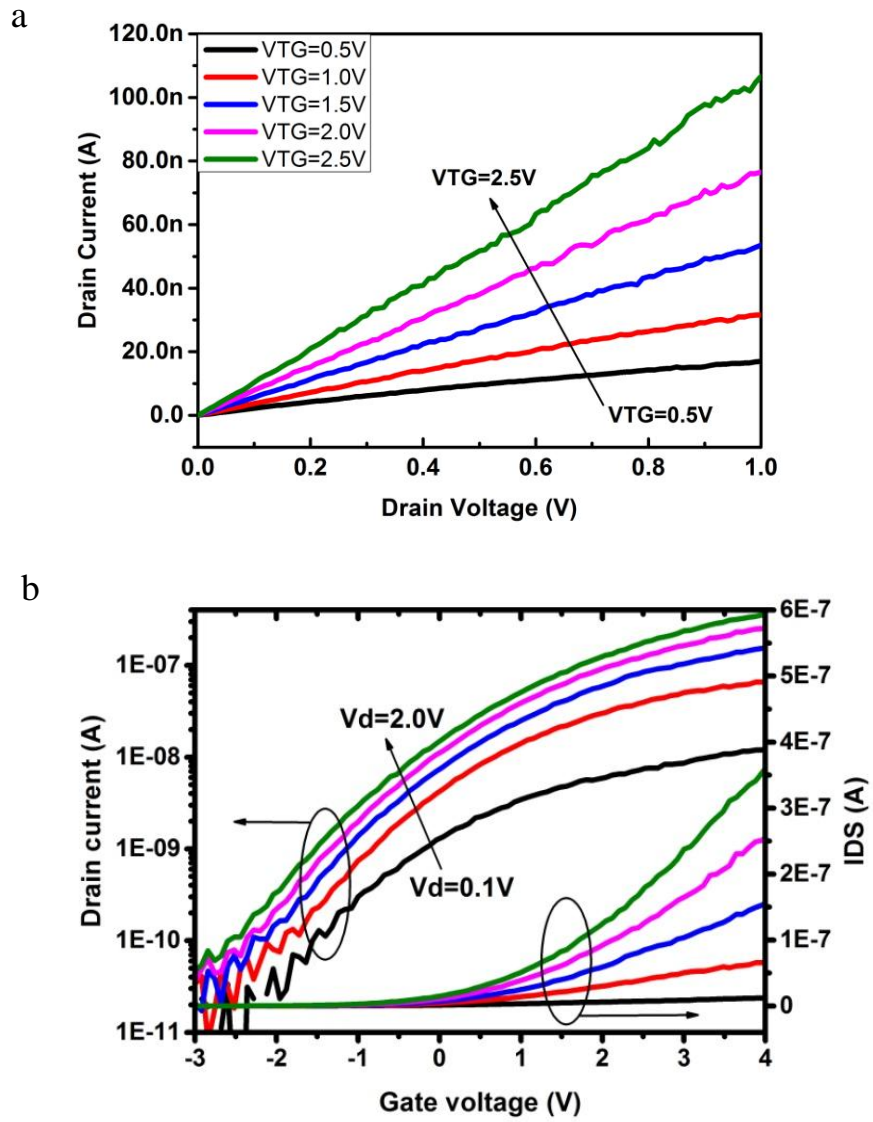 a
120.0n
100.0n
80.0n
60.0n
40.0n
20.0n
0.0
Drain Current (A)
VTG=0.5V
VTG=1.0V
VTG=1.5V
VTG=2.0V
VTG=2.5V
VTG=2.5V
VTG=0.5V
0.0 0.2 0.4 0.6 0.8 1.0
Drain Voltage (V)
b
1E-07
1E-08
1E-09
1E-10
1E-11
Drain current (A)
Vd=2.0V
Vd=0.1V
6E-7
5E-7
4E-7
3E-7
2E-7
1E-7
0
IDS (A)
-3 -2 -1 0 1 2 3 4
Gate voltage (V)